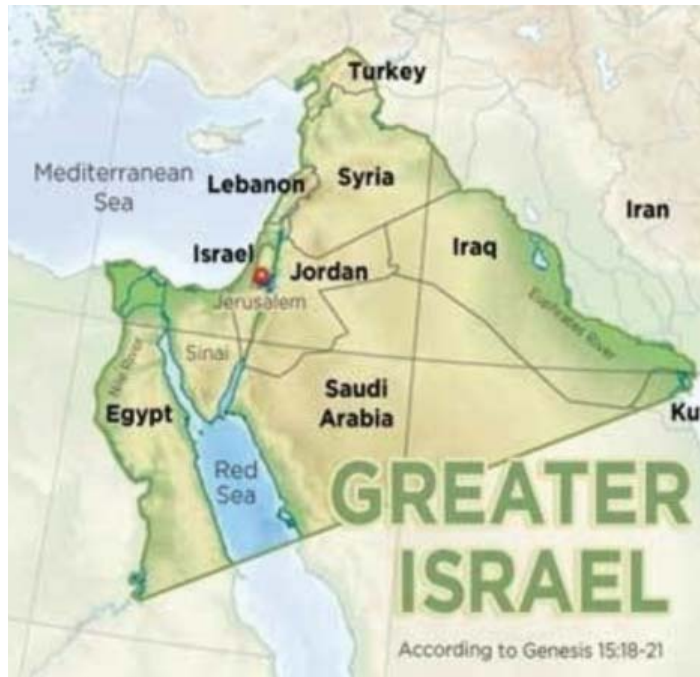 Turkey
Mediterranean
Sea
Lebanon
Syria
Iran
Israel
Jordan
Iraq
Jerusalem
Euphrates River
Sinai
Nile River
Egypt
Saudi
Arabia
Ku
Red
Sea
GREATER
ISRAEL
According to Genesis 15:18-21